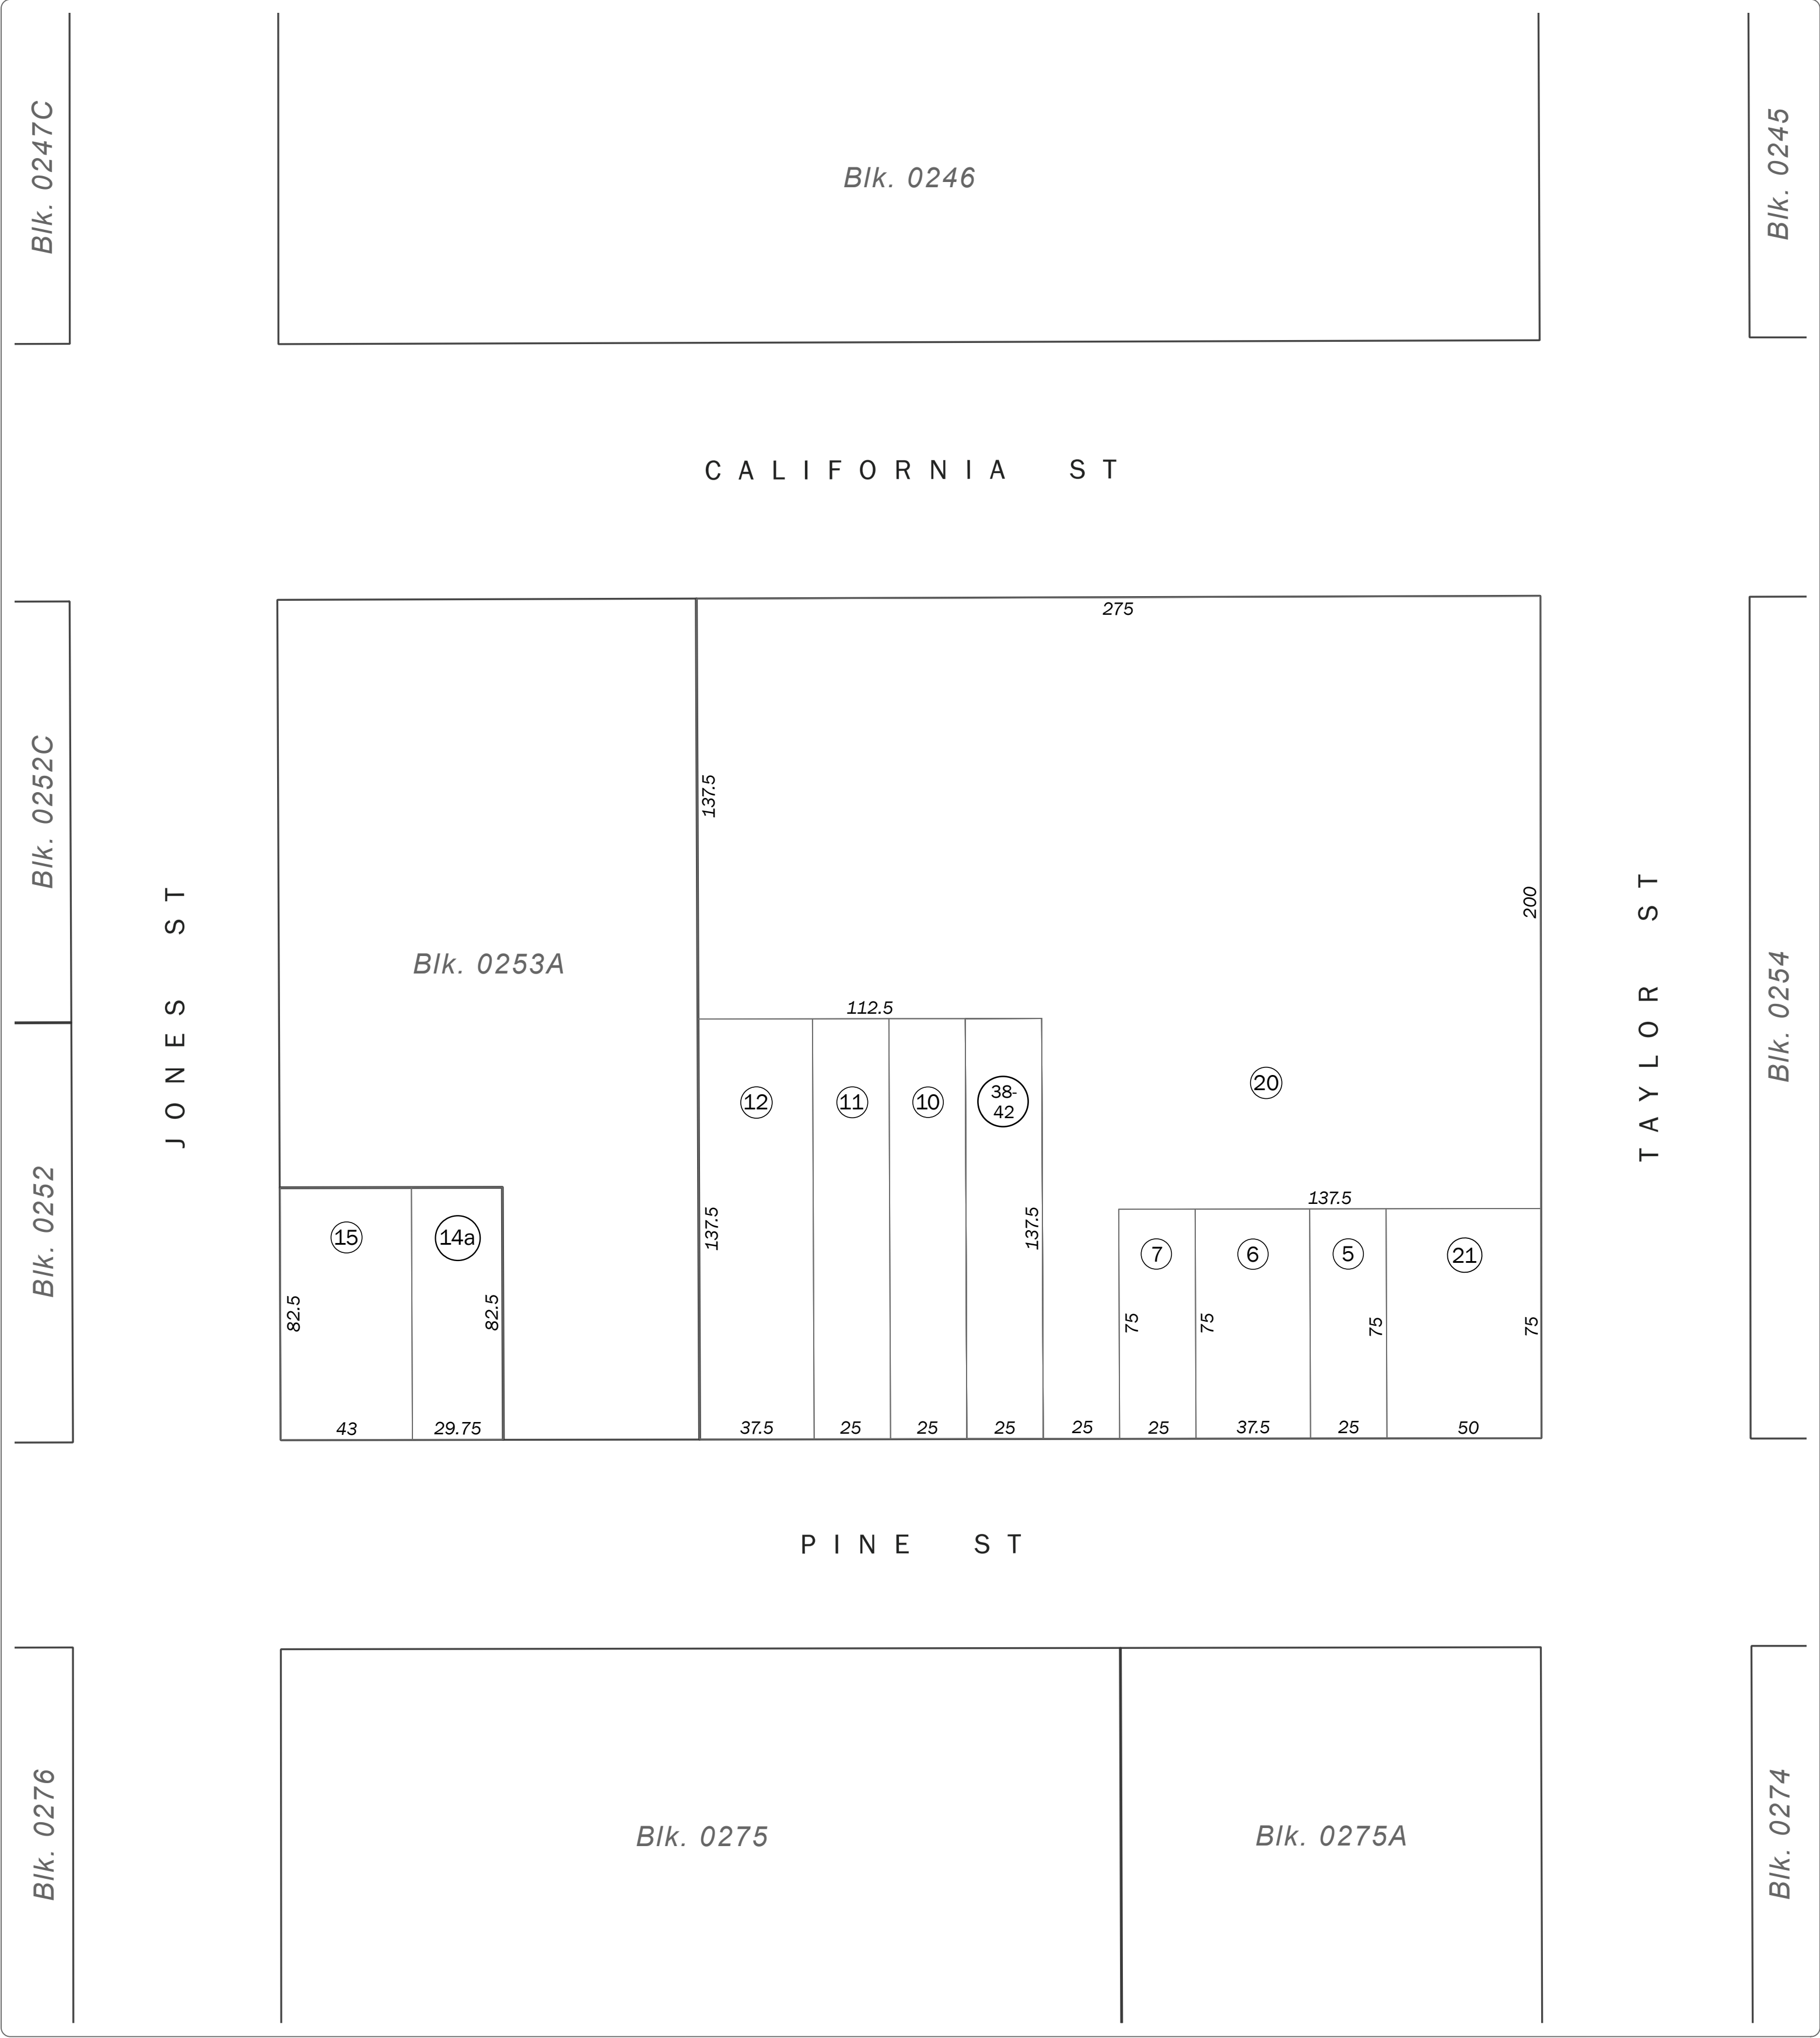 Blk. 0247C
Blk. 0246
Blk. 0245
CALIFORNIA ST
275
137.5
200
Blk. 0252C
JONES ST
Blk. 0253A
TAYLOR ST
Blk. 0254
112.5
12
11
10
38-
42
20
137.5
137.5
137.5
Blk. 0252
15
14a
7
6
5
21
82.5
82.5
75
75
75
75
43
29.75
37.5
25
25
25
25
25
37.5
25
50
PINE ST
Blk. 0276
Blk. 0275
Blk. 0275A
Blk. 0274